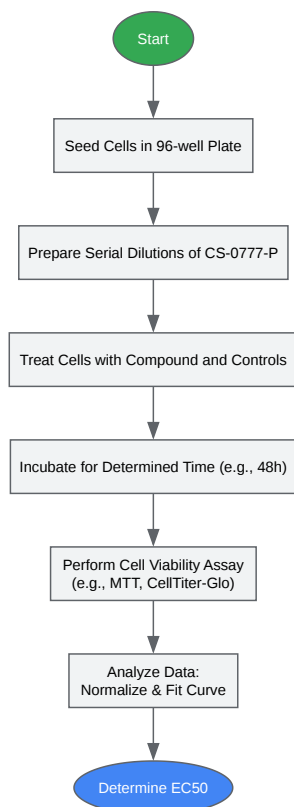 Start
Seed Cells in 96-well Plate
Prepare Serial Dilutions of CS-0777-P
Treat Cells with Compound and Controls
Incubate for Determined Time (e.g., 48h)
Perform Cell Viability Assay
(e.g., MTT, CellTiter-Glo)
Analyze Data:
Normalize & Fit Curve
Determine EC50